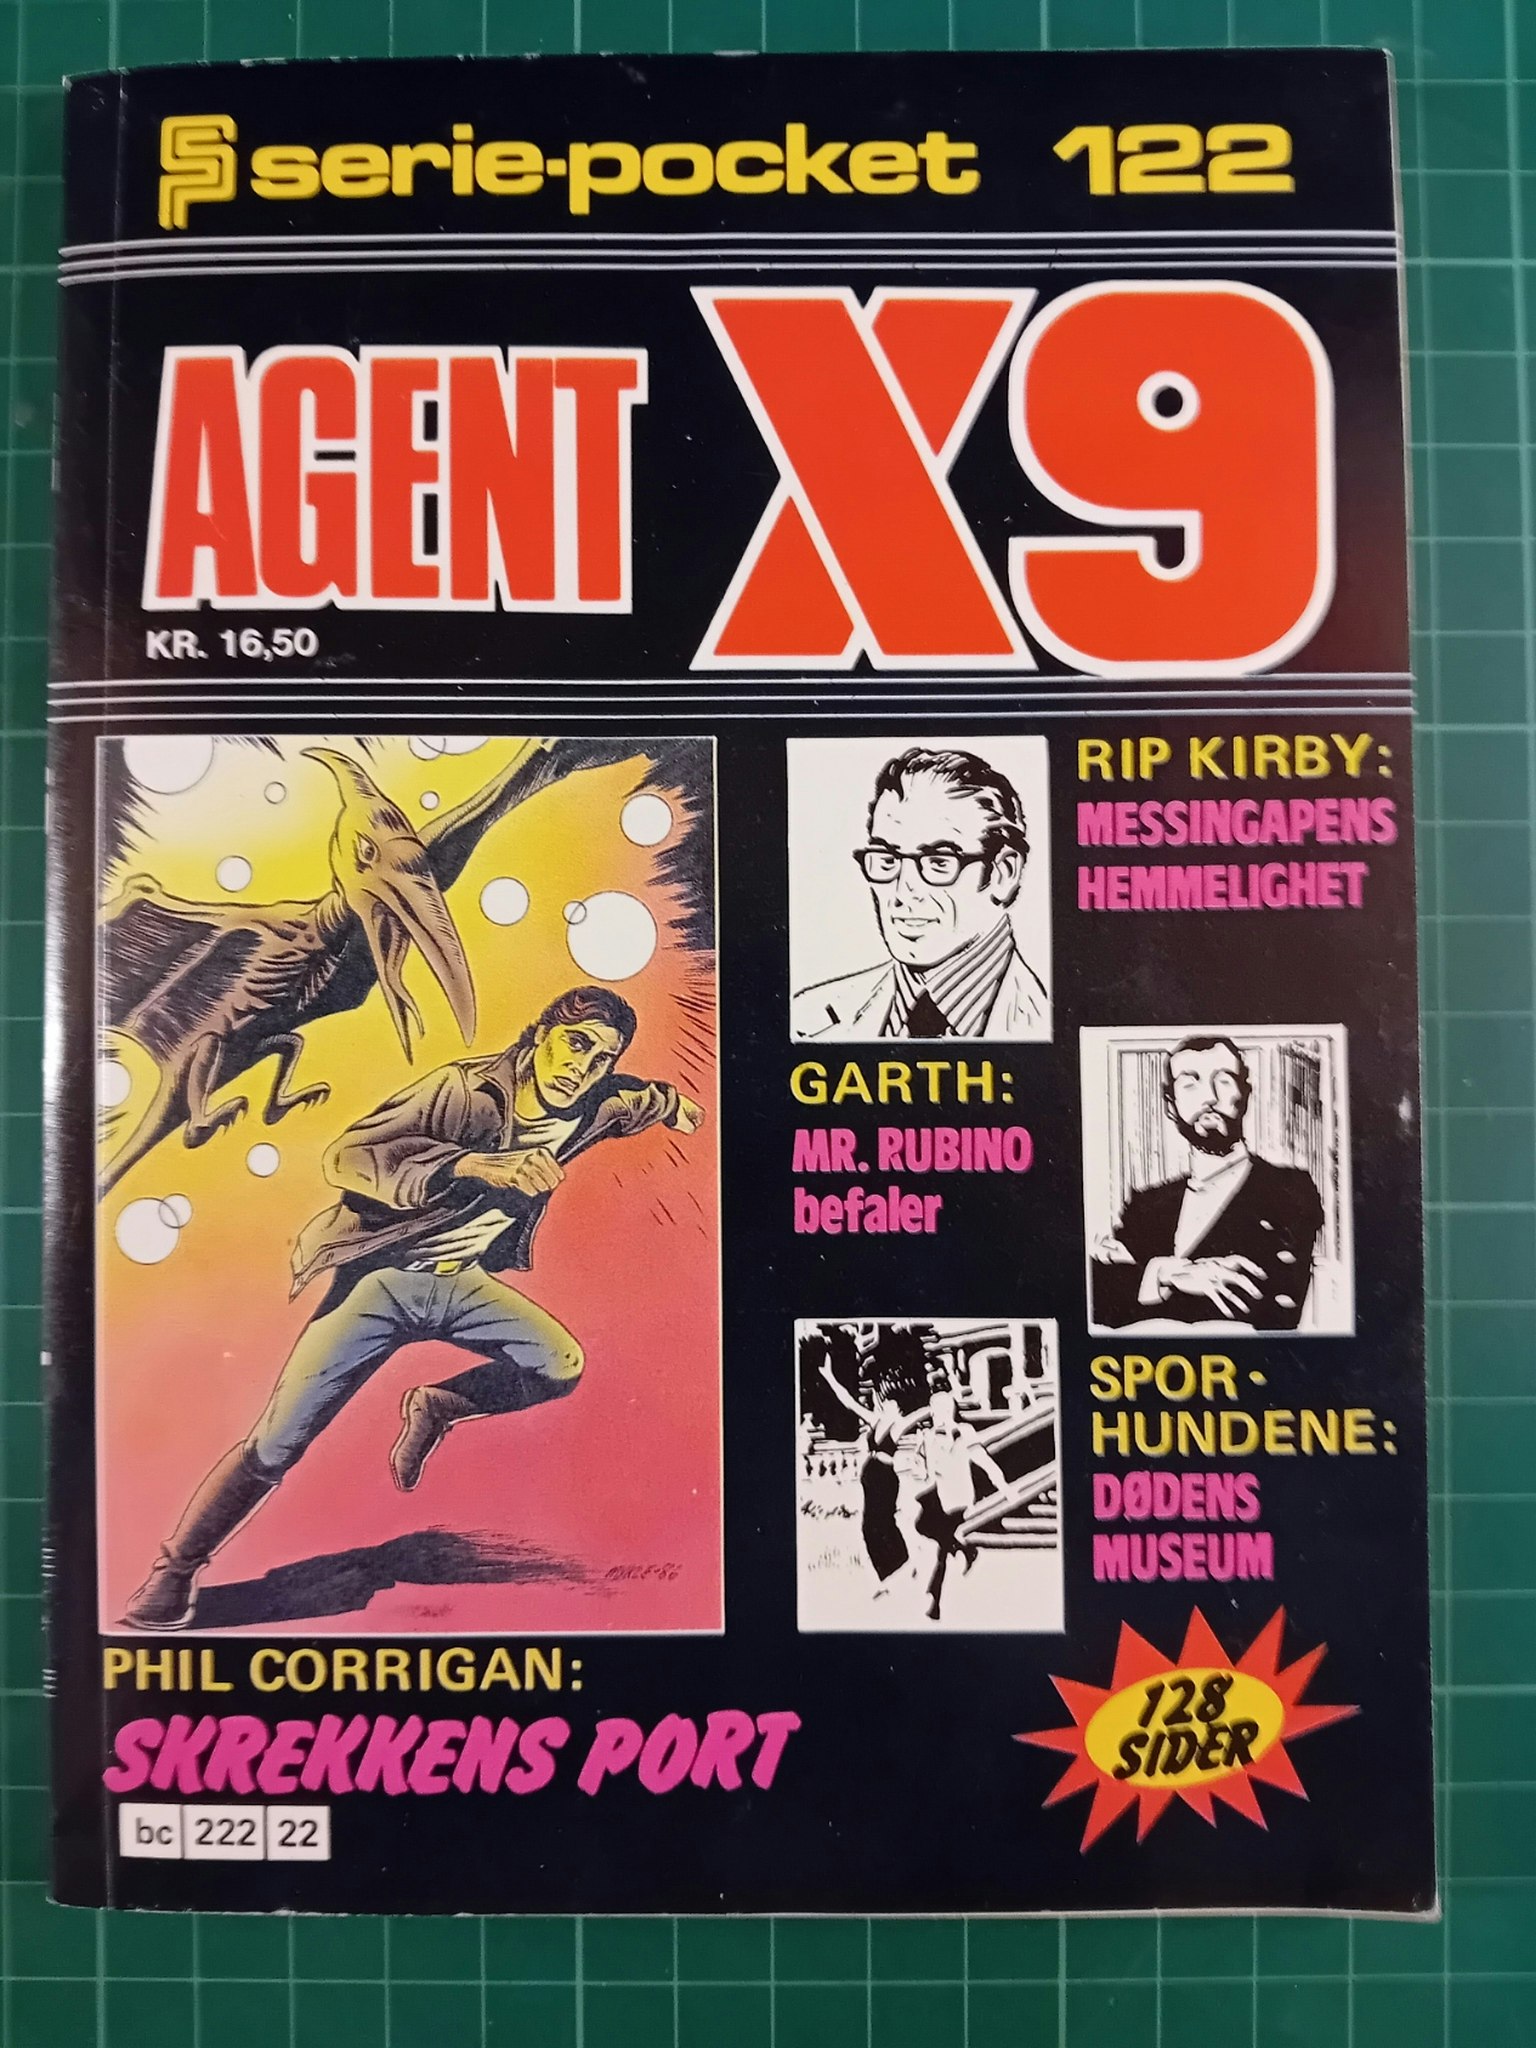 serie-pocket 122
AGENT X9
KR. 16,50
RIP KIRBY:
MESSINGAPENS
HEMMELIGHET
GARTH:
MR. RUBINO
befaler
SPOR-
HUNDENE:
DØDENS
MUSEUM
PHIL CORRIGAN:
SKREKKENS PORT
128
SIDER
bc 222 22